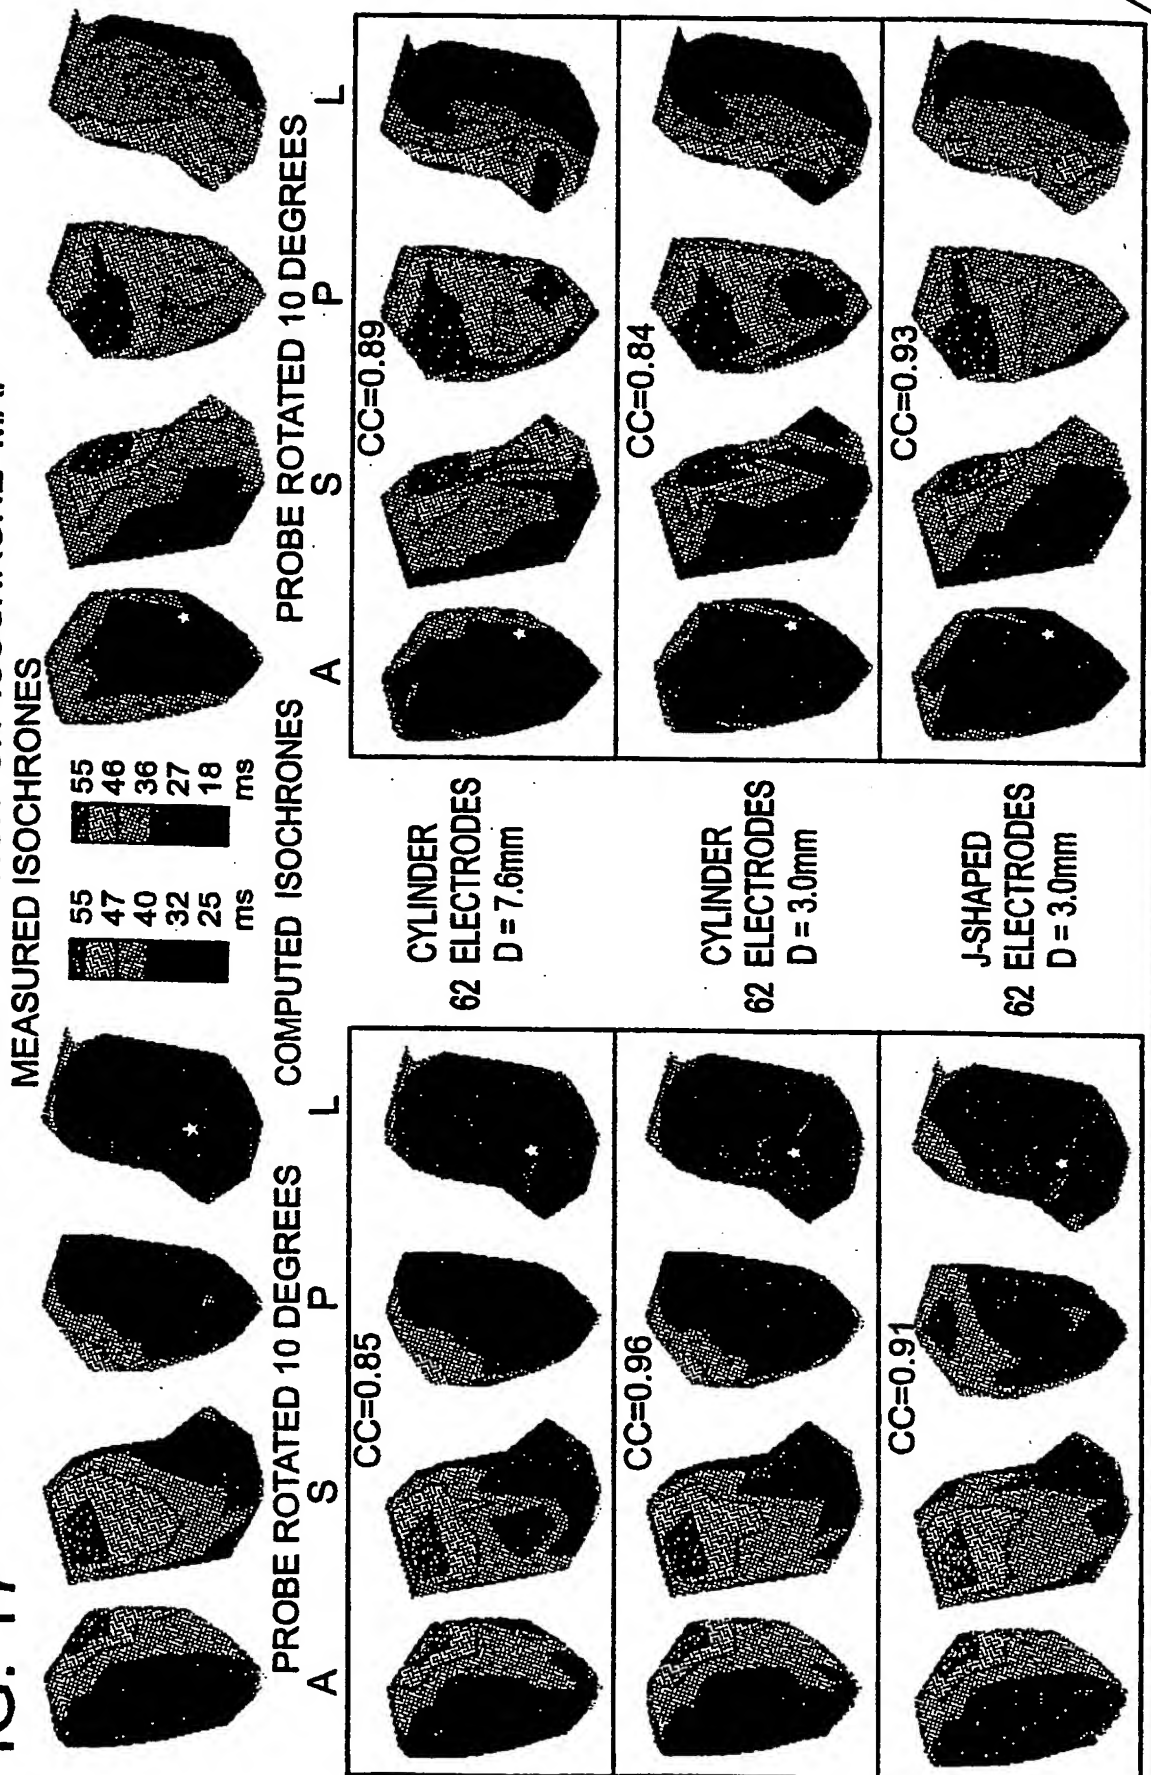 MEASURED ISOCHRONES
55 55
47 46
40 36
32 27
25 18
ms ms
PROBE ROTATED 10 DEGREES COMPUTED ISOCHRONES PROBE ROTATED 10 DEGREES
A S P L A S P L
CC=0.85 CC=0.89
CYLINDER
62 ELECTRODES
D = 7.6mm
CC=0.96 CC=0.84
CYLINDER
62 ELECTRODES
D = 3.0mm
CC=0.91 CC=0.93
J-SHAPED
62 ELECTRODES
D = 3.0mm